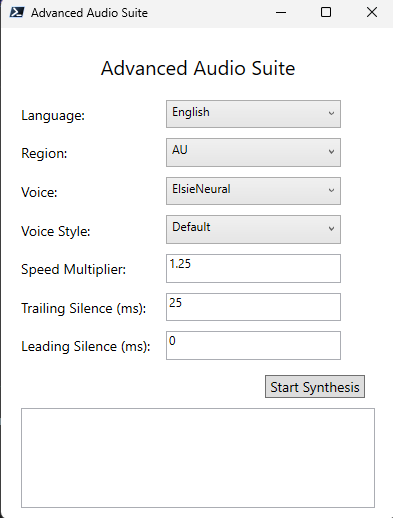 Advanced Audio Suite
Advanced Audio Suite
Language: English
Region: AU
Voice: ElsieNeural
Voice Style: Default
Speed Multiplier: 1.25
Trailing Silence (ms): 25
Leading Silence (ms): 0
Start Synthesis